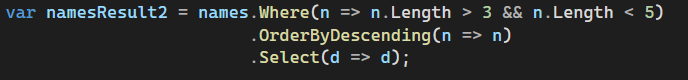 var namesResult2 = names.Where(n => n.Length > 3 && n.Length < 5)
.OrderByDescending(n => n)
.Select(d => d);